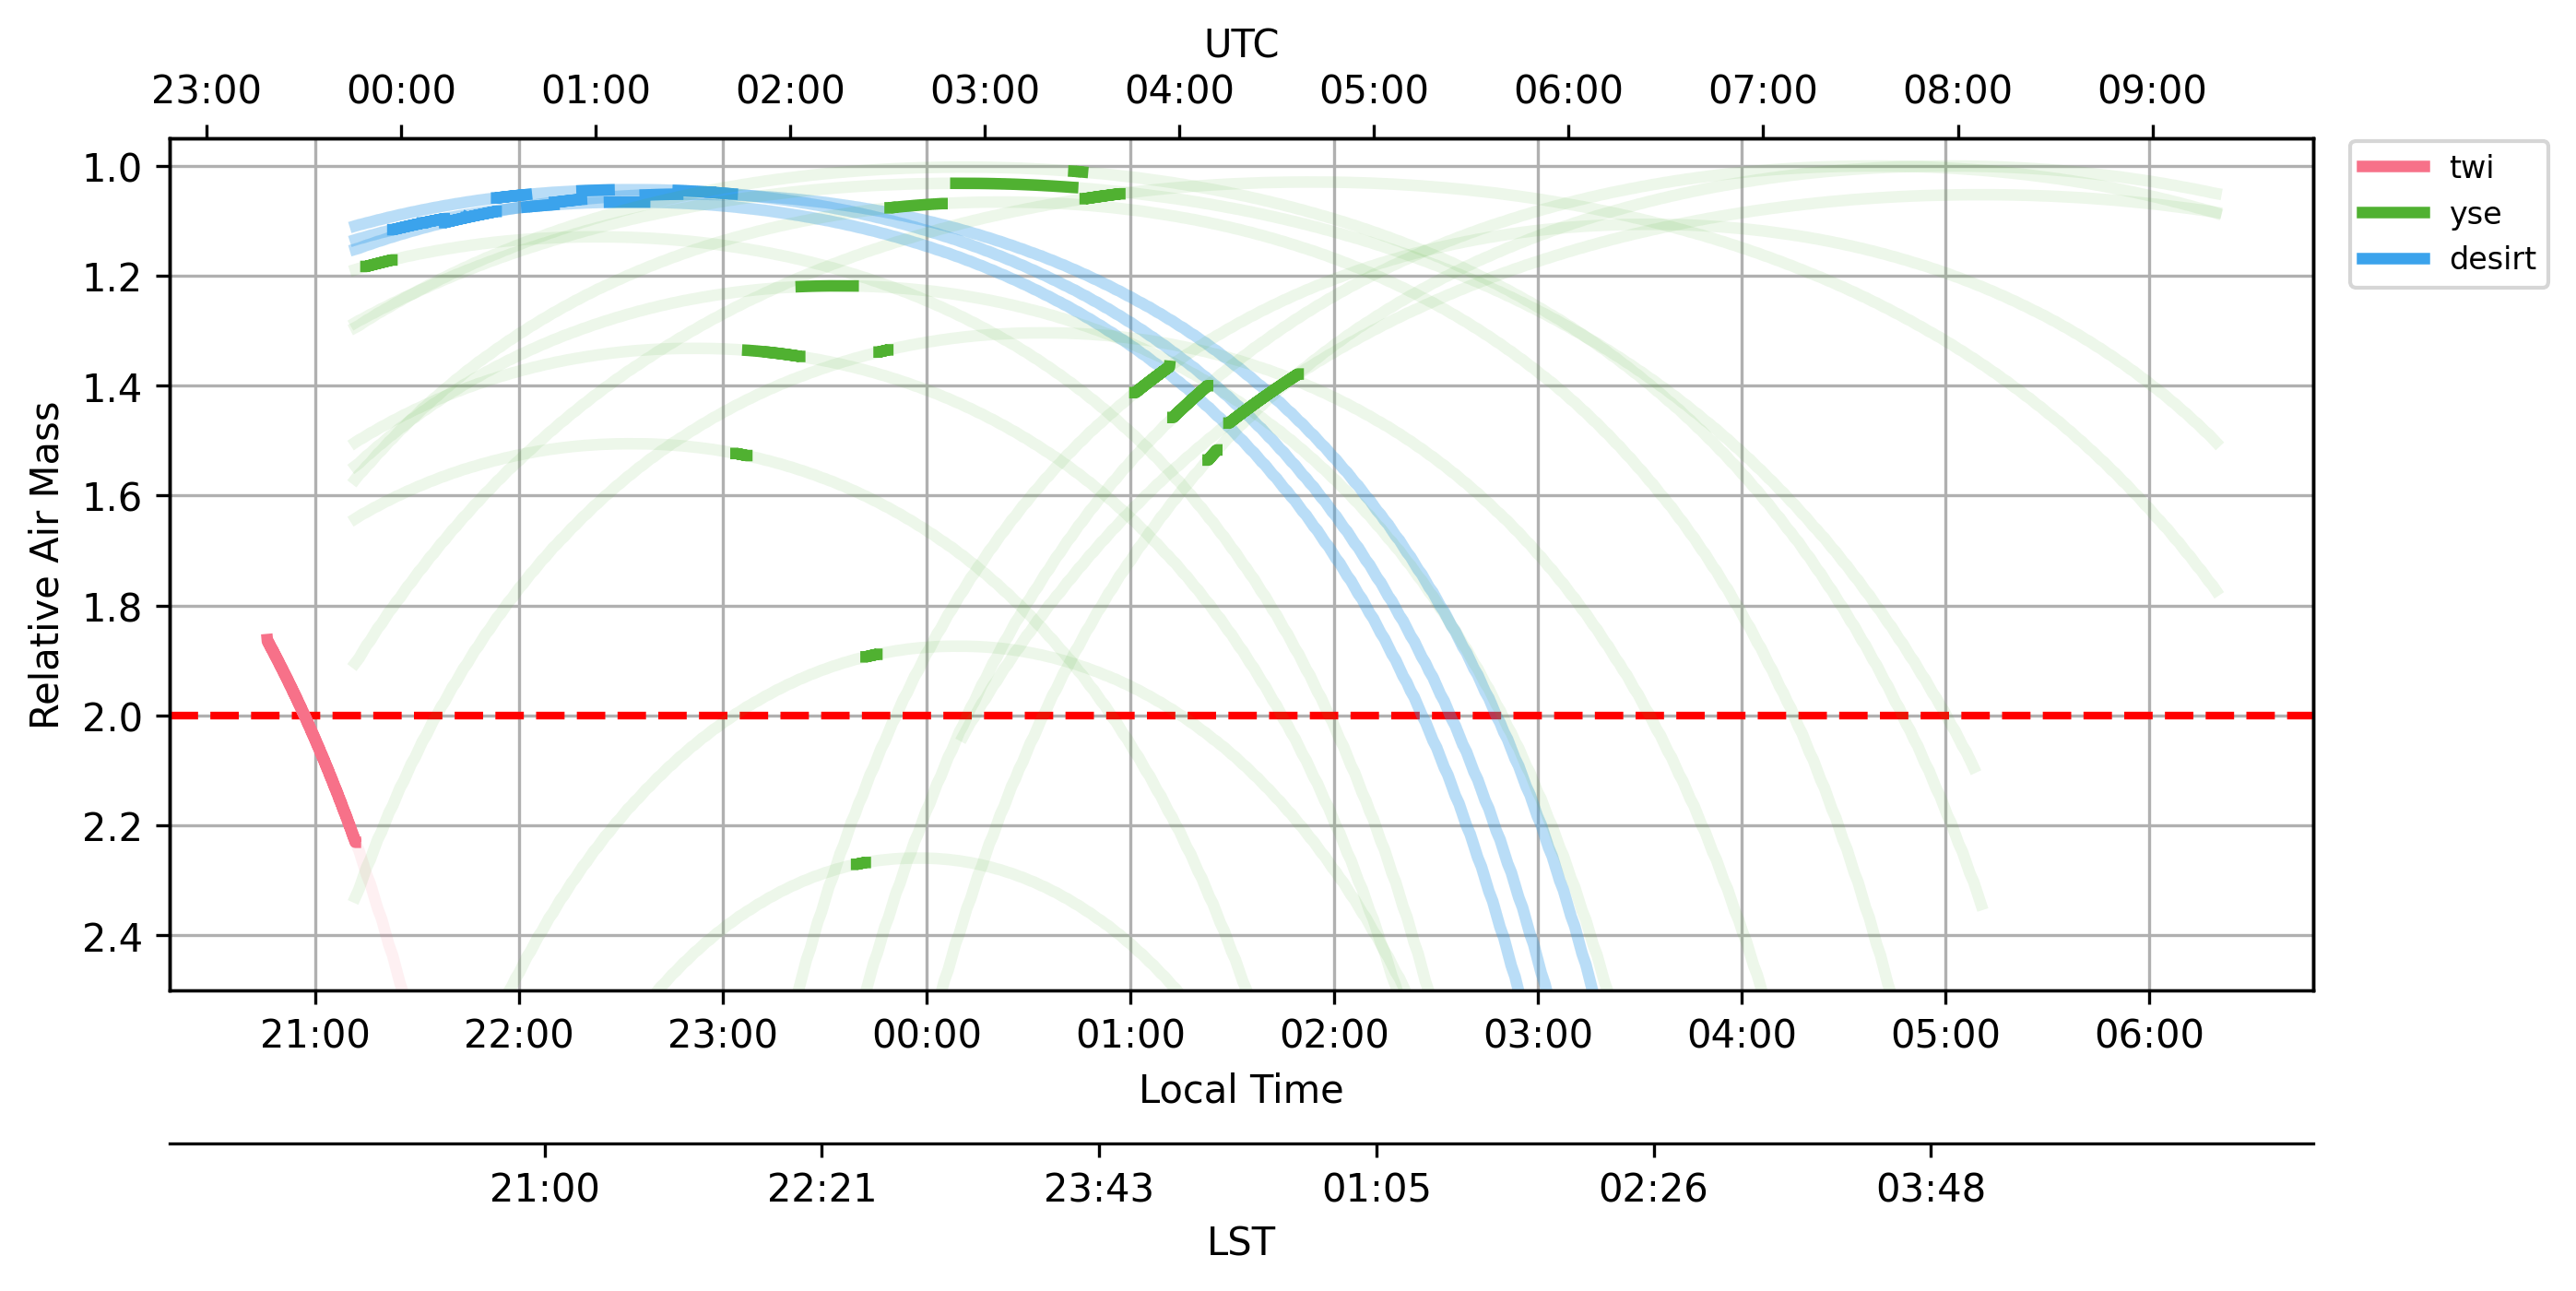 UTC
23:00 00:00 01:00 02:00 03:00 04:00 05:00 06:00 07:00 08:00 09:00
twi
yse
desirt
Relative Air Mass
1.0
1.2
1.4
1.6
1.8
2.0
2.2
2.4
21:00 22:00 23:00 00:00 01:00 02:00 03:00 04:00 05:00 06:00
Local Time
21:00 22:21 23:43 01:05 02:26 03:48
LST